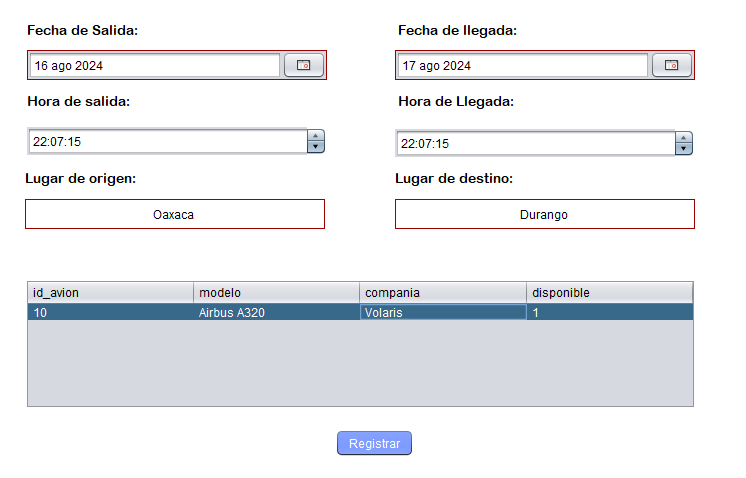 Fecha de Salida: Fecha de llegada:
16 ago 2024 17 ago 2024
Hora de salida: Hora de Llegada:
22:07:15 22:07:15
Lugar de origen: Lugar de destino:
Oaxaca Durango
id_avion modelo compania disponible
10 Airbus A320 Volaris 1
Registrar